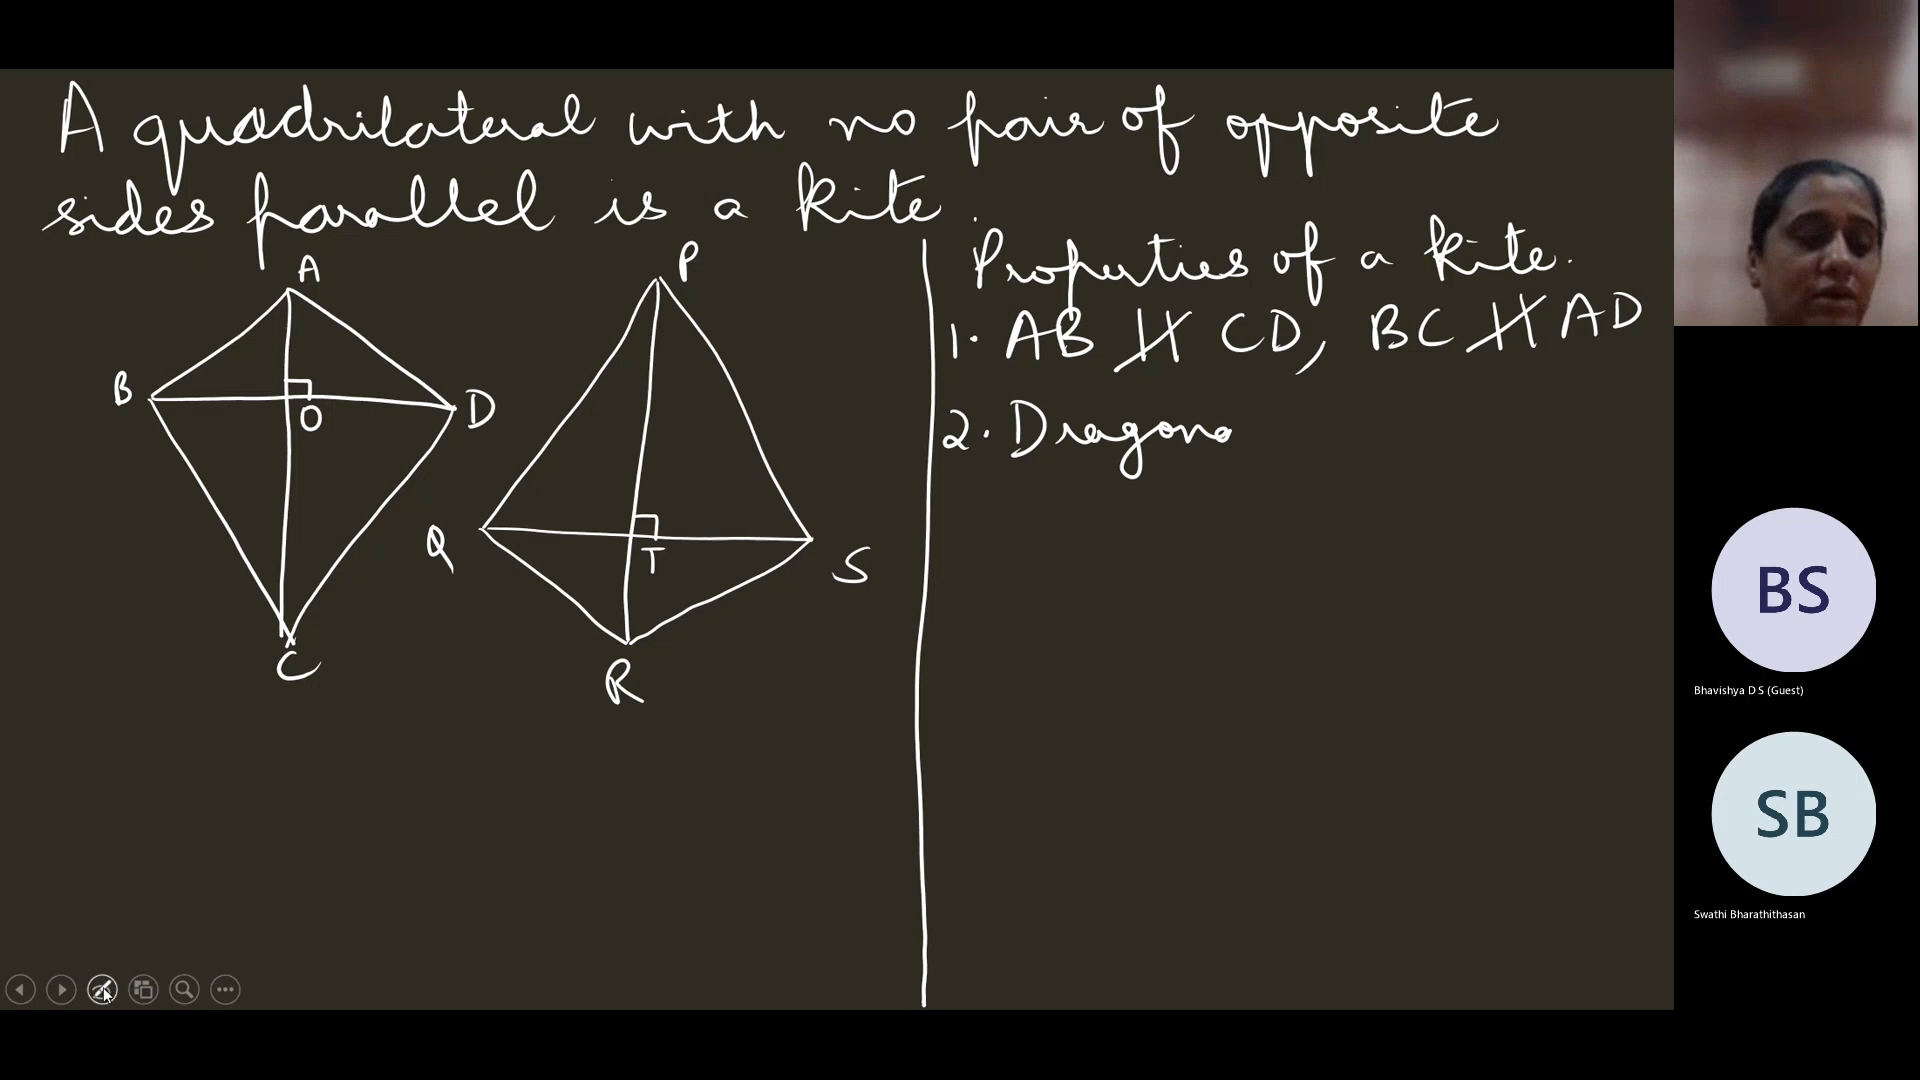 A quadrilateral with no pair of opposite
sides parallel is a kite.
Properties of a kite.
A
B
O
D
C
P
Q
T
S
R
1. AB ∦ CD, BC ∦ AD
2. Dragona
BS
Bhavishya D S (Guest)
SB
Swathi Bharathithasan